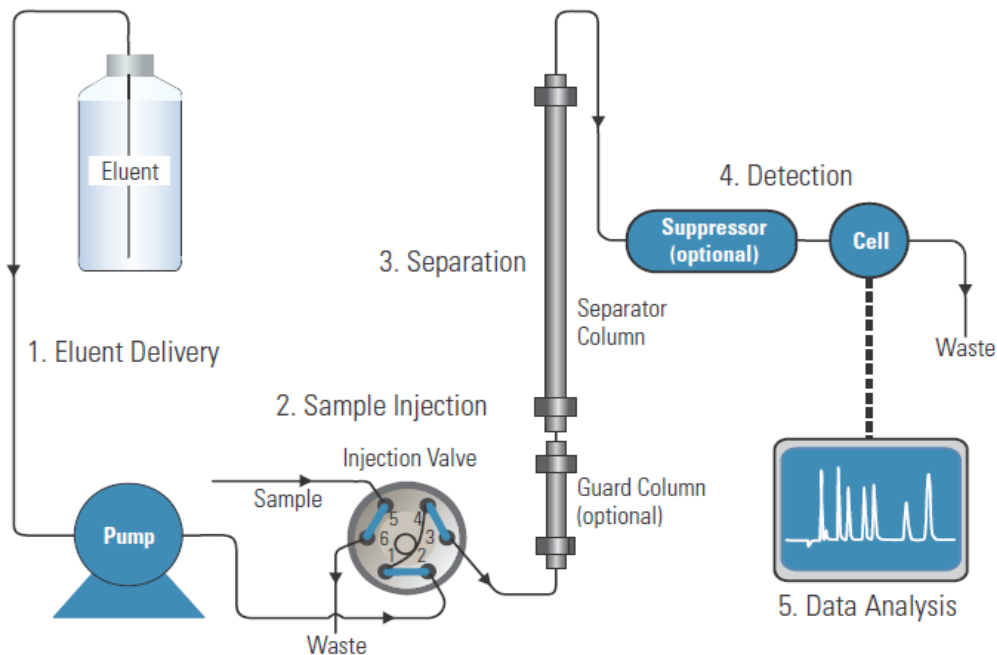 Eluent
1. Eluent Delivery
Pump
2. Sample Injection
Injection Valve
Sample
5
4
6
3
1
2
Waste
3. Separation
Separator
Column
Guard Column
(optional)
4. Detection
Suppressor
(optional)
Cell
Waste
5. Data Analysis